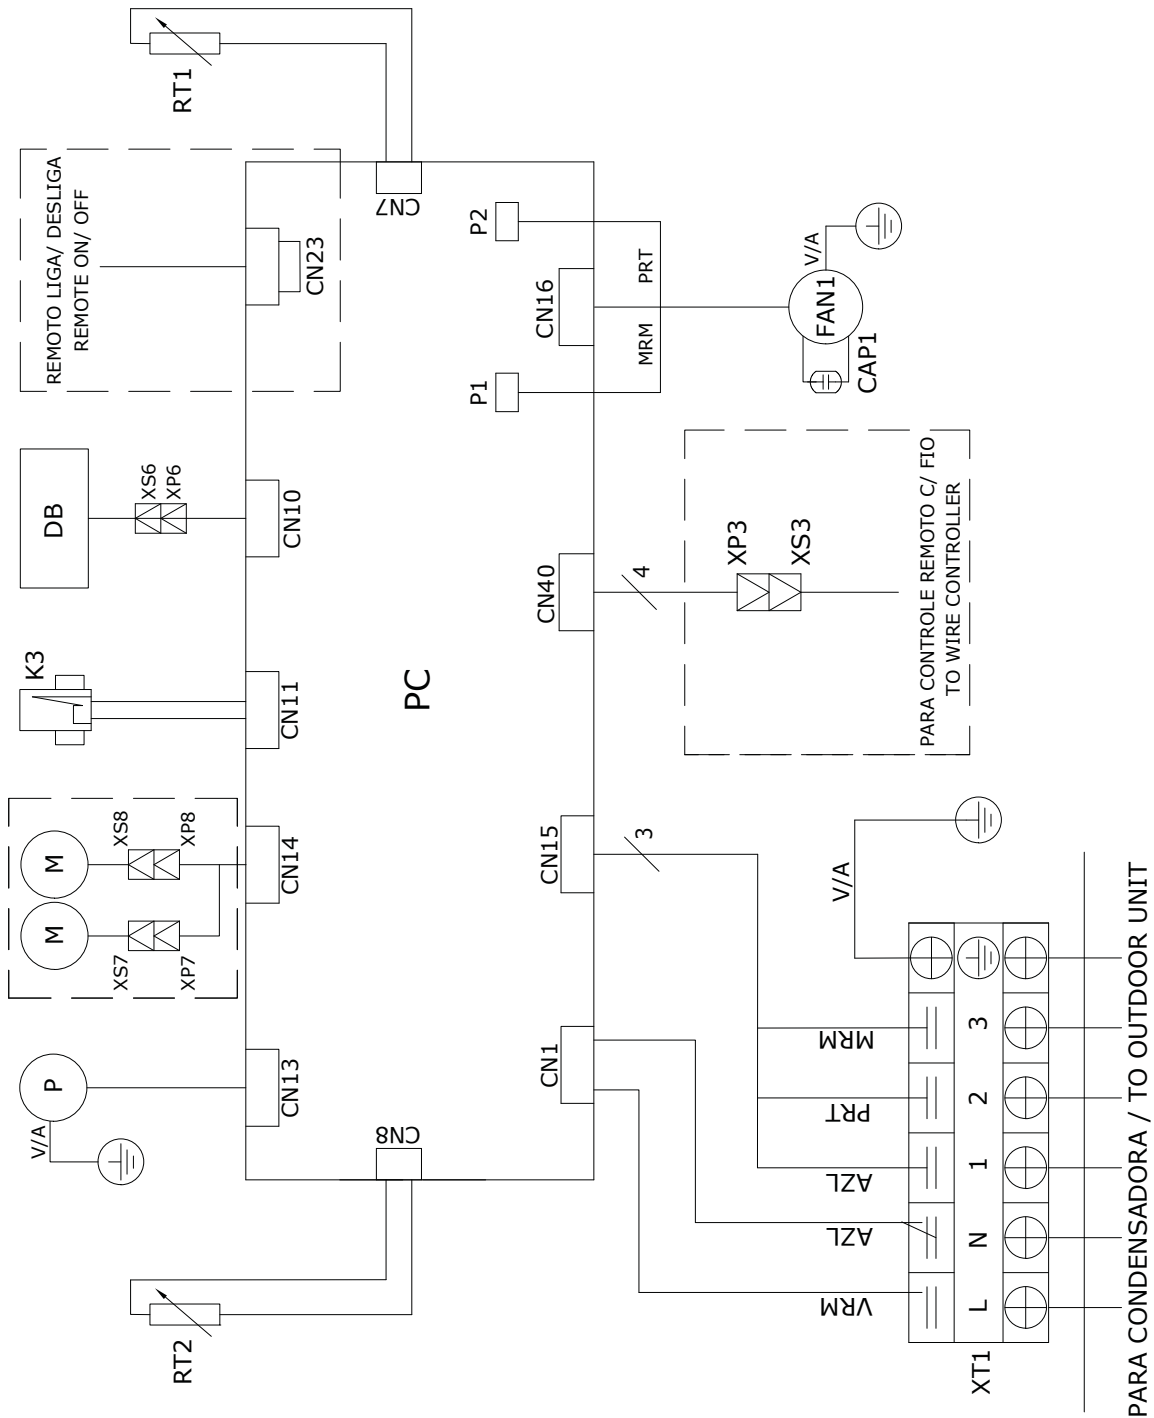 RT2
RT1
V/A
P
XS7
XP7
M
M
XS8
XP8
K3
DB
XS6
XP6
REMOTO LIGA/ DESLIGA
REMOTE ON/ OFF
CN8
CN13
CN14
CN11
CN10
CN23
CN7
PC
CN1
CN15
CN40
P1
CN16
P2
3
4
MRM
PRT
XP3
XS3
PARA CONTROLE REMOTO C/ FIO
TO WIRE CONTROLLER
FAN1
V/A
CAP1
VRM
AZL
AZL
PRT
MRM
V/A
XT1
L
N
1
2
3
PARA CONDENSADORA / TO OUTDOOR UNIT